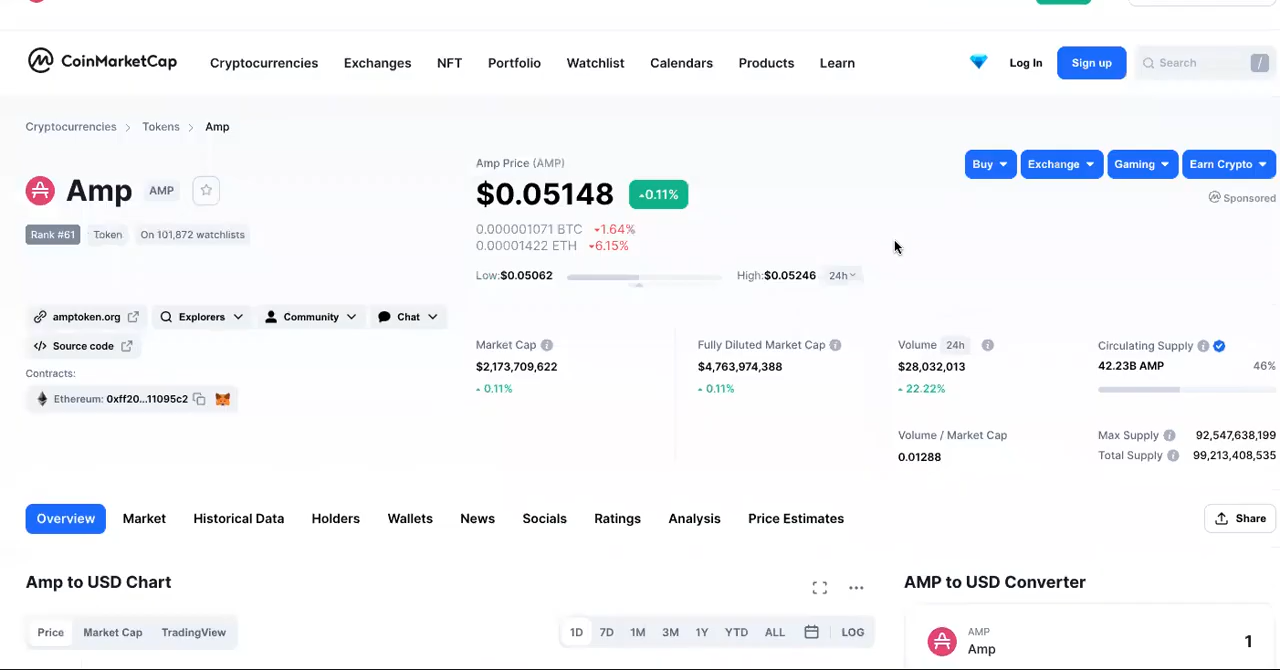 CoinMarketCap Cryptocurrencies Exchanges NFT Portfolio Watchlist Calendars Products Learn Log In Sign up Search /
Cryptocurrencies > Tokens > Amp
Amp Price (AMP)
Buy Exchange Gaming Earn Crypto
Amp AMP
$0.05148 0.11%
Sponsored
0.000001071 BTC 1.64%
Rank #61 Token On 101,872 watchlists
0.00001422 ETH 6.15%
Low:$0.05062 High:$0.05246 24h
amptoken.org Explorers Community Chat
Source code
Market Cap Fully Diluted Market Cap Volume 24h Circulating Supply
$2,173,709,622 $4,763,974,388 $28,032,013 42.23B AMP 46%
Contracts:
0.11% 0.11% 22.22%
Ethereum: 0xff20...11095c2
Volume / Market Cap Max Supply 92,547,638,199
0.01288 Total Supply 99,213,408,535
Overview Market Historical Data Holders Wallets News Socials Ratings Analysis Price Estimates Share
Amp to USD Chart AMP to USD Converter
Price Market Cap TradingView 1D 7D 1M 3M 1Y YTD ALL LOG
AMP
Amp 1